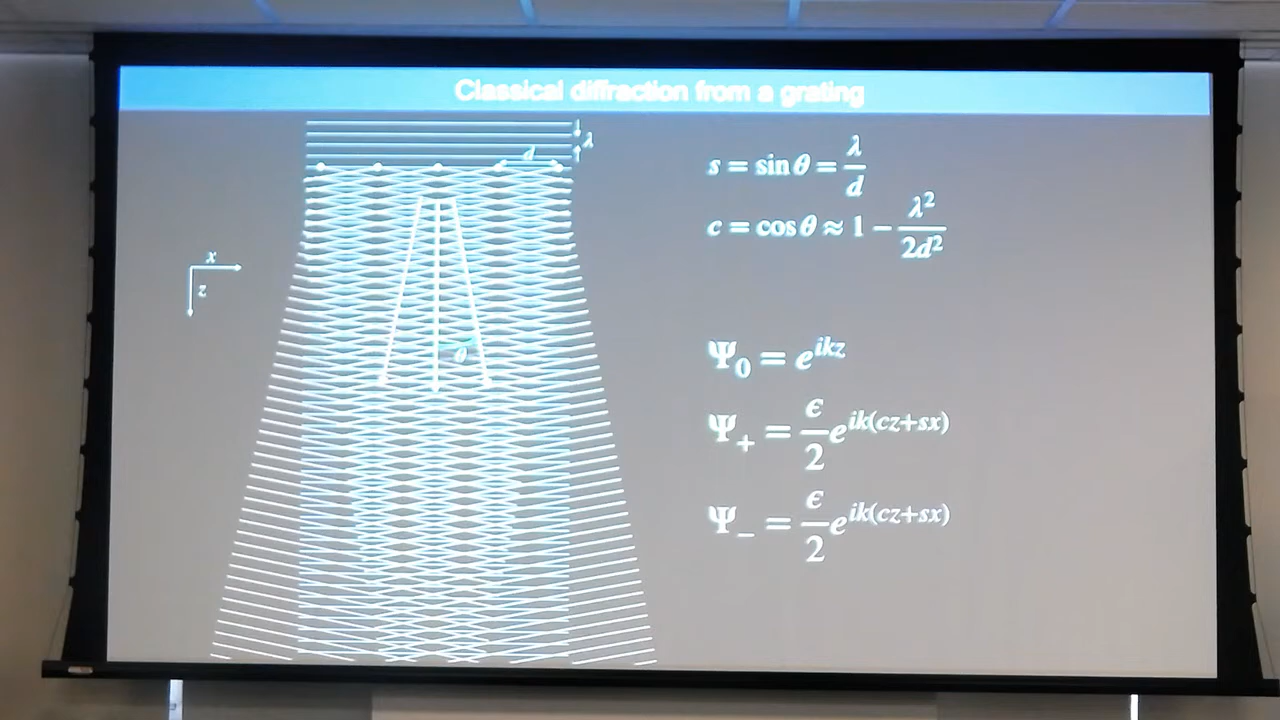 Classical diffraction from a grating
λ
d
x
z
θ
s = sin θ = λ/d
c = cos θ ≈ 1 − λ²/2d²
Ψ₀ = e^{ikz}
Ψ₊ = ϵ/2 e^{ik(cz+sx)}
Ψ₋ = ϵ/2 e^{ik(cz+sx)}